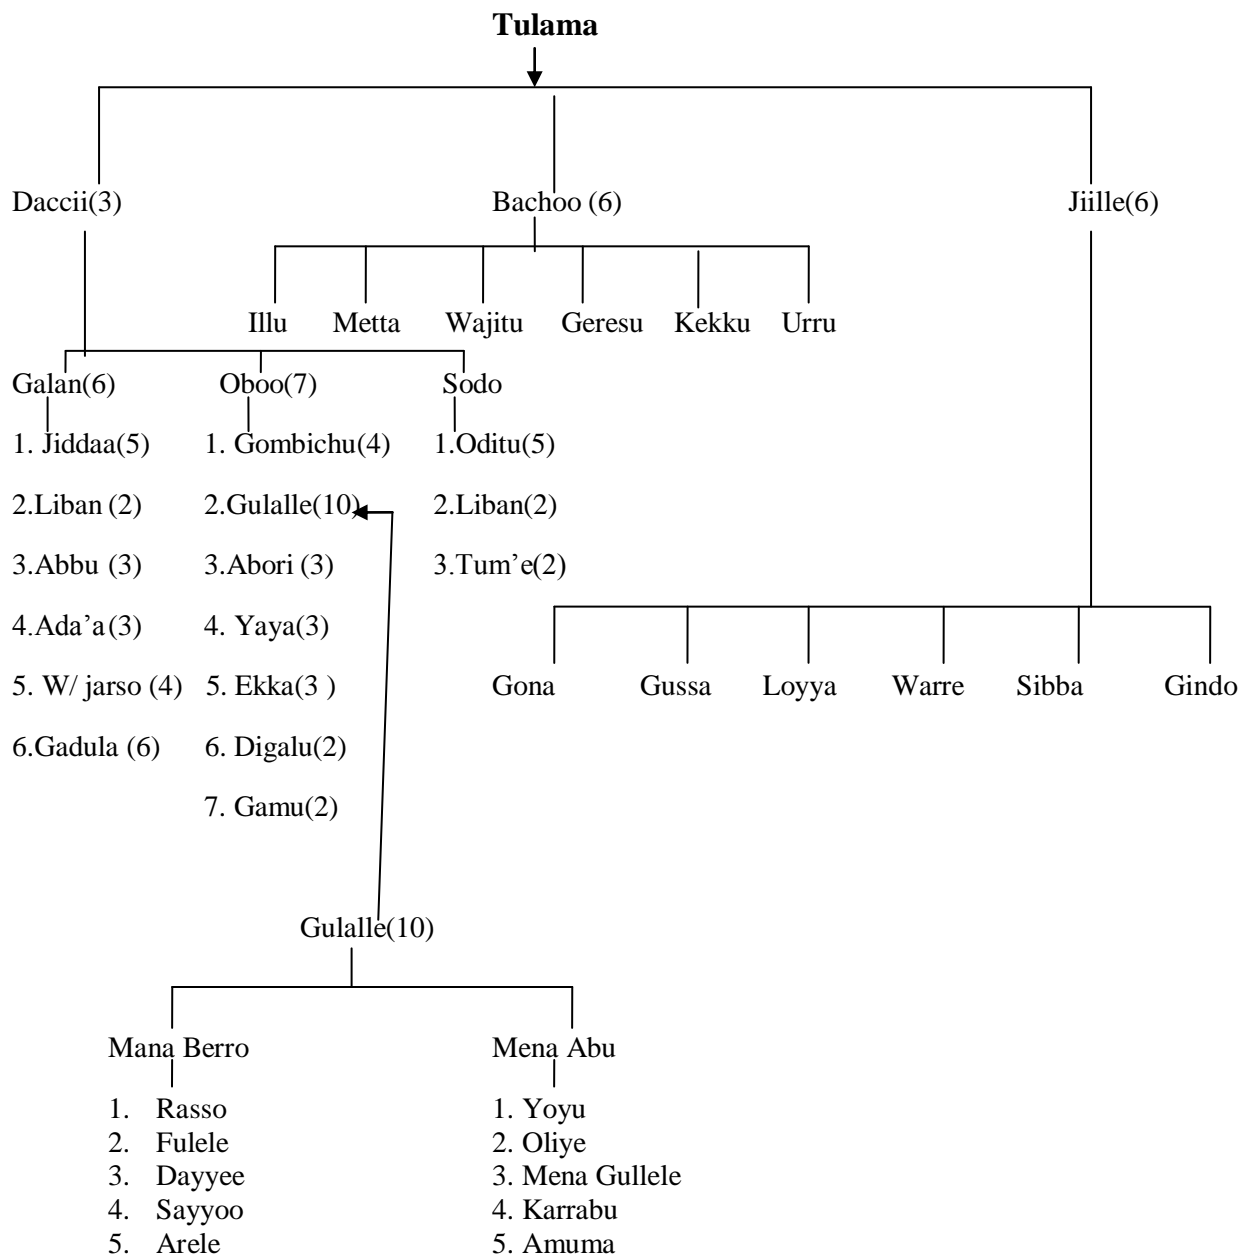 Tulama
Daccii(3) Bachoo (6) Jiille(6)
Illu Metta Wajitu Geresu Kekku Urru
Galan(6) Oboo(7) Sodo
1. Jiddaa(5) 1. Gombichu(4) 1.Oditu(5)
2.Liban (2) 2.Gulalle(10) 2.Liban(2)
3.Abbu (3) 3.Abori (3) 3.Tum’e(2)
4.Ada’a (3) 4. Yaya(3)
5. W/ jarso (4) 5. Ekka(3 ) Gona Gussa Loyya Warre Sibba Gindo
6.Gadula (6) 6. Digalu(2)
7. Gamu(2)
Gulalle(10)
Mana Berro Mena Abu
1. Rasso 1. Yoyu
2. Fulele 2. Oliye
3. Dayyee 3. Mena Gullele
4. Sayyoo 4. Karrabu
5. Arele 5. Amuma